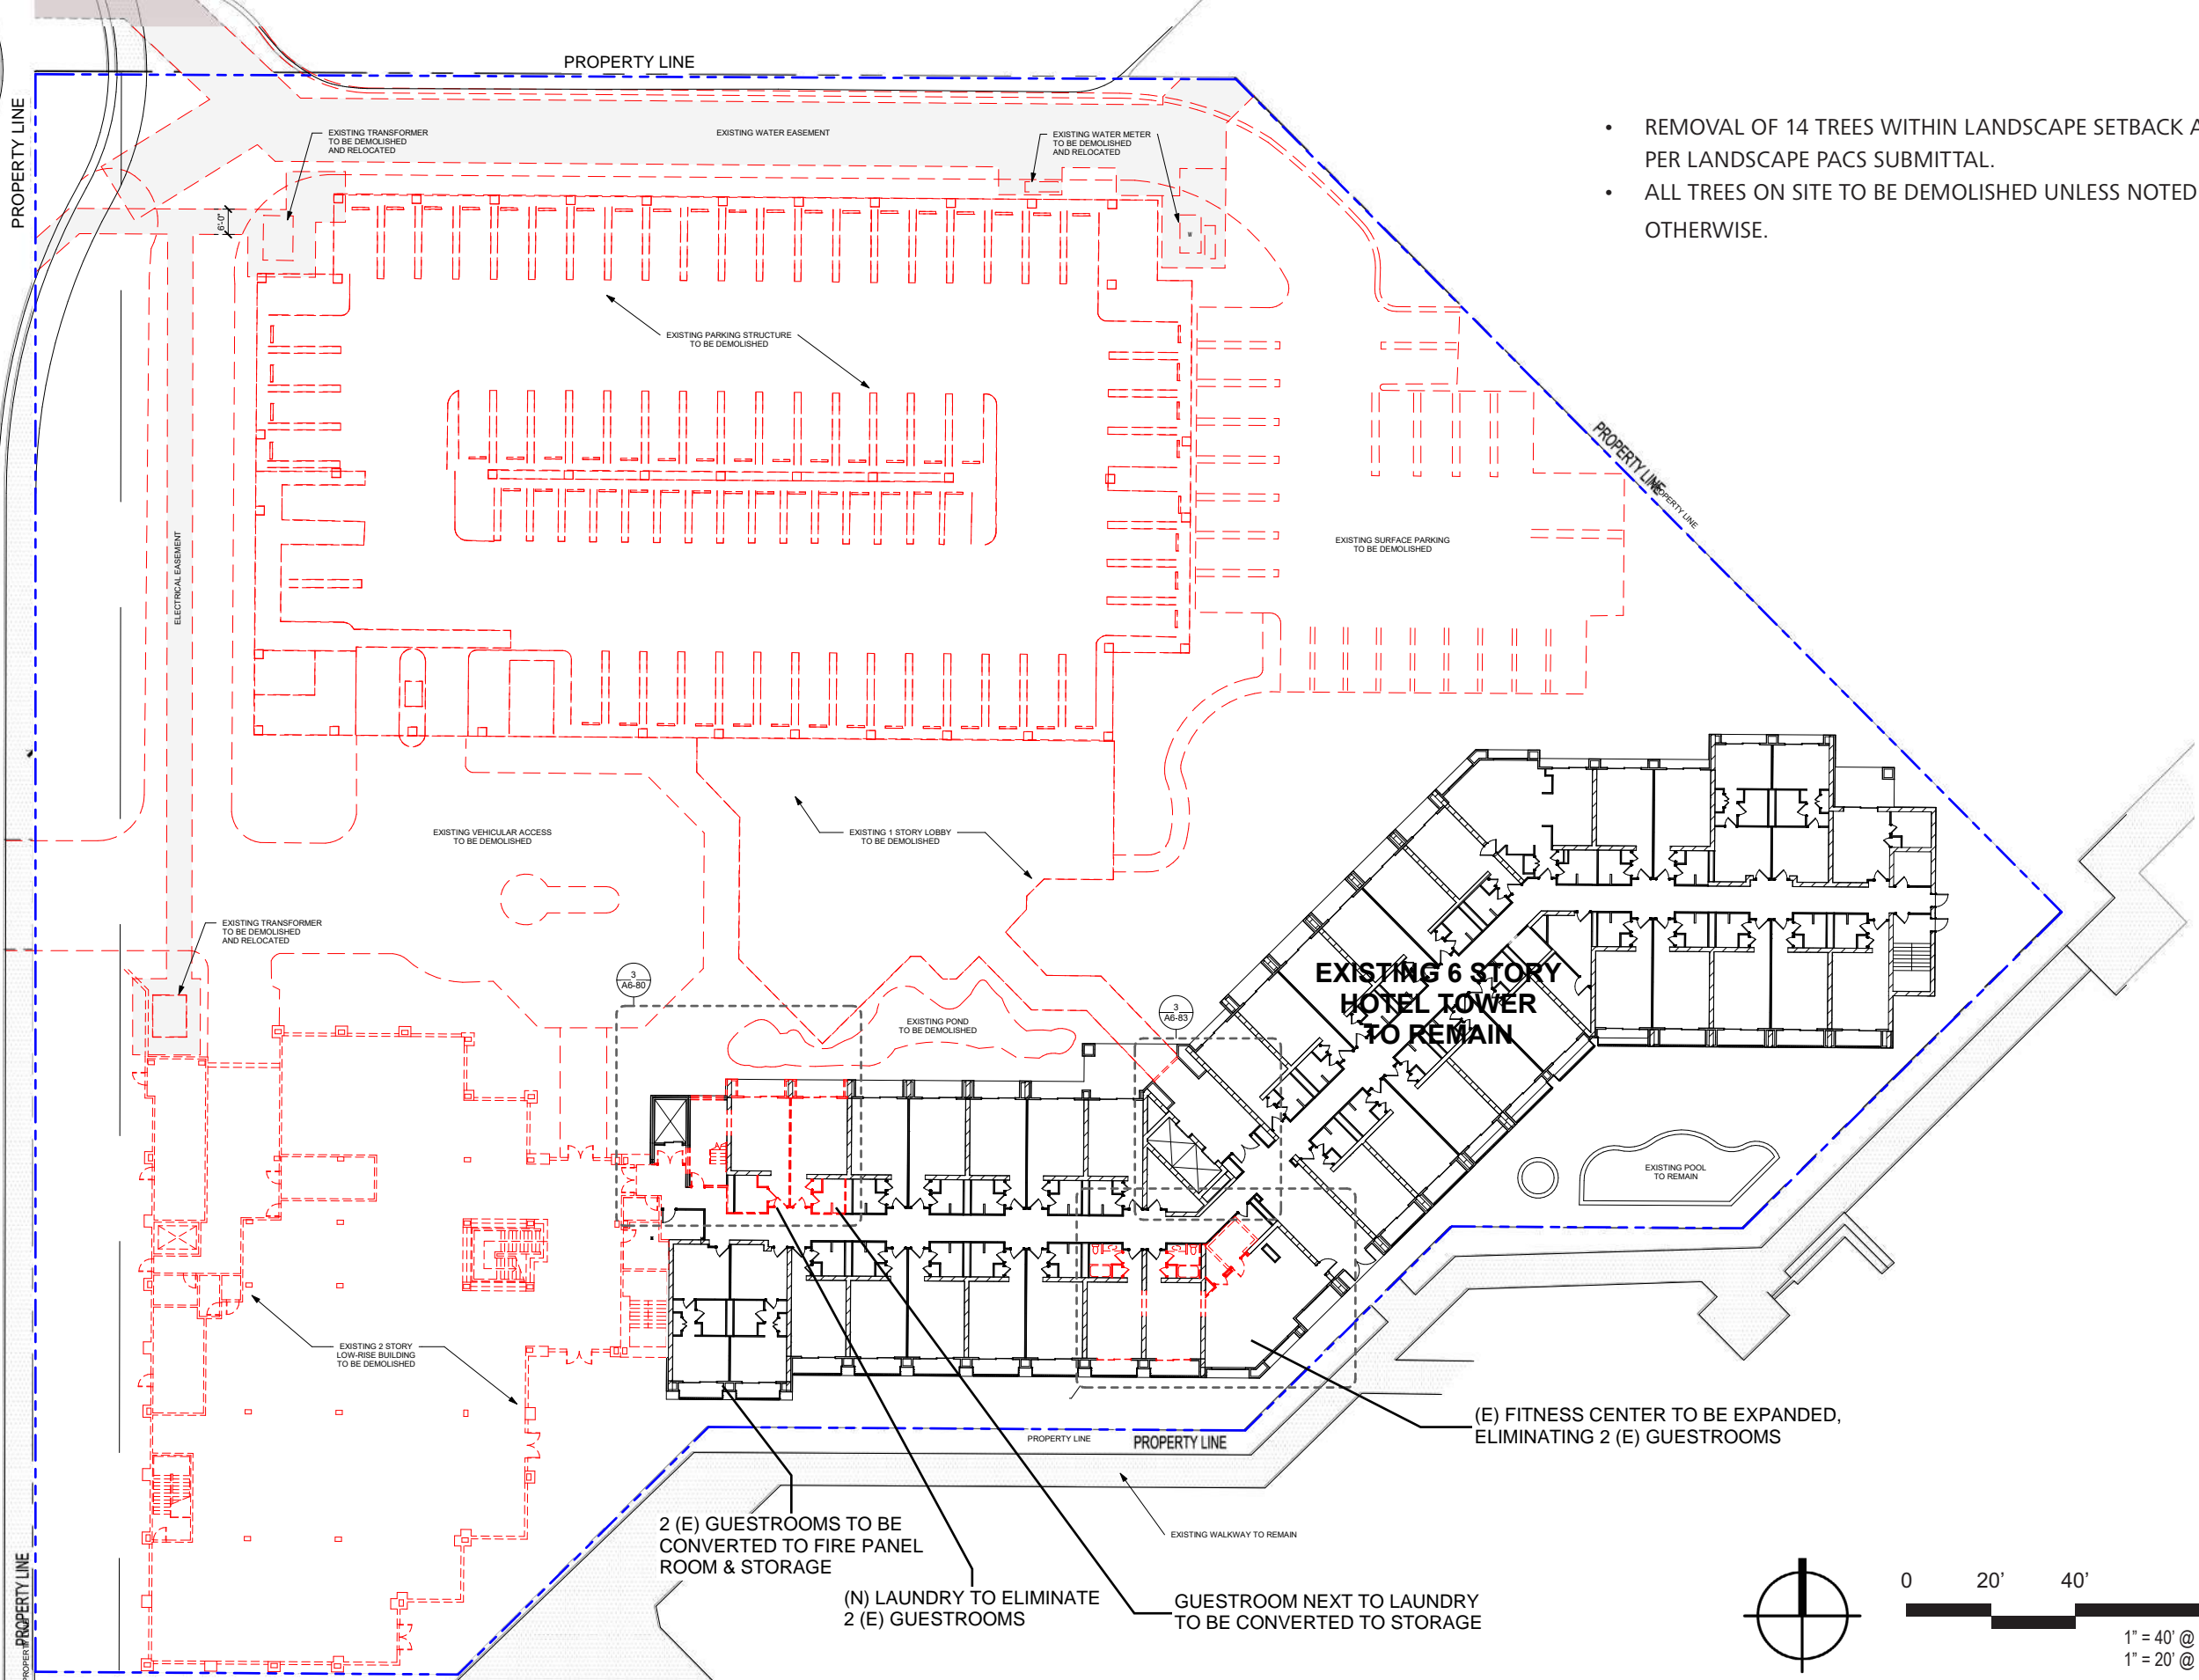 PROPERTY LINE
PROPERTY LINE
EXISTING TRANSFORMER
TO BE DEMOLISHED
AND RELOCATED
EXISTING WATER EASEMENT
EXISTING WATER METER
TO BE DEMOLISHED
AND RELOCATED
• REMOVAL OF 14 TREES WITHIN LANDSCAPE SETBACK A
PER LANDSCAPE PACS SUBMITTAL.
• ALL TREES ON SITE TO BE DEMOLISHED UNLESS NOTED
OTHERWISE.
6'-0"
EXISTING PARKING STRUCTURE
TO BE DEMOLISHED
PROPERTY LINE
PROPERTY LINE
EXISTING SURFACE PARKING
TO BE DEMOLISHED
ELECTRICAL EASEMENT
EXISTING VEHICULAR ACCESS
TO BE DEMOLISHED
EXISTING 1 STORY LOBBY
TO BE DEMOLISHED
EXISTING TRANSFORMER
TO BE DEMOLISHED
AND RELOCATED
3
A6-80
EXISTING POND
TO BE DEMOLISHED
3
A6-83
EXISTING 6 STORY
HOTEL TOWER
TO REMAIN
EXISTING POOL
TO REMAIN
EXISTING 2 STORY
LOW-RISE BUILDING
TO BE DEMOLISHED
(E) FITNESS CENTER TO BE EXPANDED,
ELIMINATING 2 (E) GUESTROOMS
PROPERTY LINE
PROPERTY LINE
2 (E) GUESTROOMS TO BE
CONVERTED TO FIRE PANEL
ROOM & STORAGE
EXISTING WALKWAY TO REMAIN
(N) LAUNDRY TO ELIMINATE
2 (E) GUESTROOMS
GUESTROOM NEXT TO LAUNDRY
TO BE CONVERTED TO STORAGE
PROPERTY LINE
PROPERTY LINE
0 20' 40'
1" = 40' @
1" = 20' @